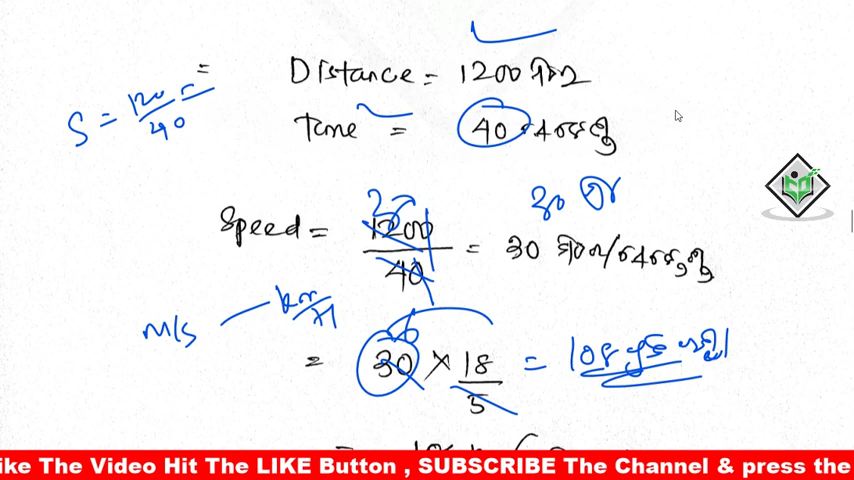 = Distance = 1200 ମିଟର
S = 1200/40
Time = 40 ସେକେଣ୍ଡ
30
Speed = 1200/40 = 30 ମିଟର/ସେକେଣ୍ଡ
M/S km/H
= 30 × 18/5 = 108
ike The Video Hit The LIKE Button , SUBSCRIBE The Channel & press the